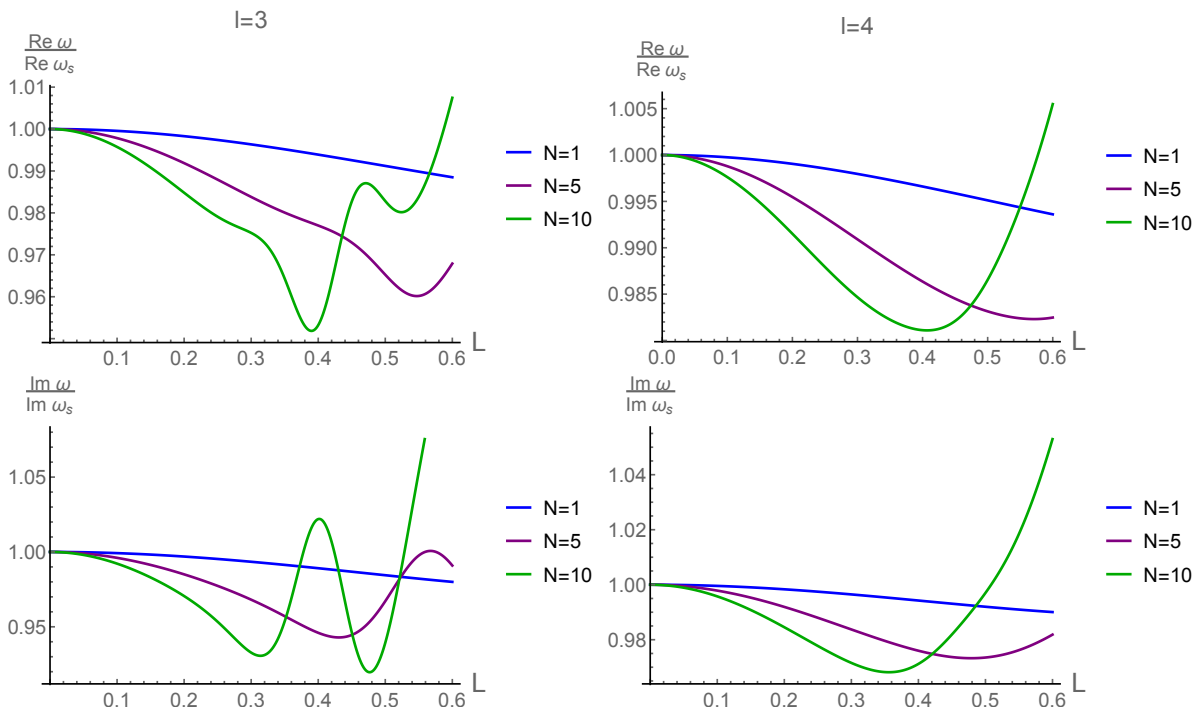 l=3
Re ω
Re ω_s
1.01
1.00
0.99
0.98
0.97
0.96
0.1 0.2 0.3 0.4 0.5 0.6 L
N=1
N=5
N=10
l=4
Re ω
Re ω_s
1.005
1.000
0.995
0.990
0.985
0.0 0.1 0.2 0.3 0.4 0.5 0.6 L
N=1
N=5
N=10
Im ω
Im ω_s
1.05
1.00
0.95
0.1 0.2 0.3 0.4 0.5 0.6 L
N=1
N=5
N=10
Im ω
Im ω_s
1.04
1.02
1.00
0.98
0.1 0.2 0.3 0.4 0.5 0.6 L
N=1
N=5
N=10